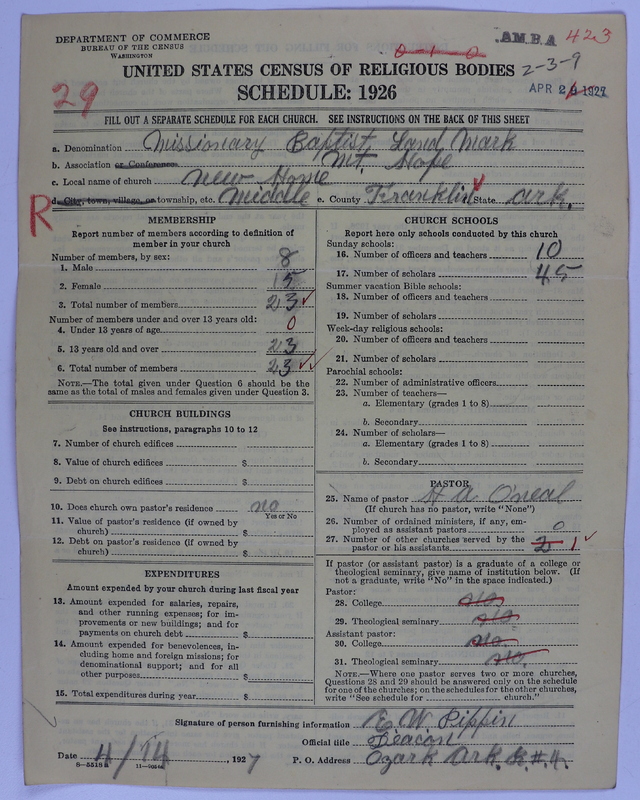 DEPARTMENT OF COMMERCE
BUREAU OF THE CENSUS
WASHINGTON
0-1-0
A.M.B.A 423
2-3-9
UNITED STATES CENSUS OF RELIGIOUS BODIES
29
SCHEDULE: 1926
APR 1927
FILL OUT A SEPARATE SCHEDULE FOR EACH CHURCH. SEE INSTRUCTIONS ON THE BACK OF THIS SHEET
a. Denomination Missionary Baptist Land Mark
b. Association or Conference Mt. Hope
c. Local name of church New Home
R
d. City, town, village, or township, etc. Middle e. County Franklin State Ark.
MEMBERSHIP
Report number of members according to definition of
member in your church
Number of members, by sex:
1. Male 8
2. Female 15
3. Total number of members 23
Number of members under and over 13 years old:
4. Under 13 years of age 0
5. 13 years old and over 23
6. Total number of members 23
NOTE.—The total given under Question 6 should be the
same as the total of males and females given under Question 3.
CHURCH BUILDINGS
See instructions, paragraphs 10 to 12
7. Number of church edifices
8. Value of church edifices $
9. Debt on church edifices $
10. Does church own pastor's residence no
Yes or No
11. Value of pastor's residence (if owned by
church) $
12. Debt on pastor's residence (if owned by
church) $
EXPENDITURES
Amount expended by your church during last fiscal year
13. Amount expended for salaries, repairs,
and other running expenses; for im-
provements or new buildings; and for
payments on church debt $
14. Amount expended for benevolences, in-
cluding home and foreign missions; for
denominational support; and for all
other purposes $
15. Total expenditures during year $
CHURCH SCHOOLS
Report here only schools conducted by this church
Sunday schools:
16. Number of officers and teachers 10
17. Number of scholars 45
Summer vacation Bible schools:
18. Number of officers and teachers
19. Number of scholars
Week-day religious schools:
20. Number of officers and teachers
21. Number of scholars
Parochial schools:
22. Number of administrative officers
23. Number of teachers—
a. Elementary (grades 1 to 8)
b. Secondary
24. Number of scholars—
a. Elementary (grades 1 to 8)
b. Secondary
PASTOR
25. Name of pastor H A O'neal
(If church has no pastor, write "None")
26. Number of ordained ministers, if any, em-
ployed as assistant pastors 0
27. Number of other churches served by the
pastor or his assistants 2 1
If pastor (or assistant pastor) is a graduate of a college or
theological seminary, give name of institution below. (If
not a graduate, write "No" in the space indicated.)
Pastor:
28. College no
29. Theological seminary no
Assistant pastor:
30. College no
31. Theological seminary no.
NOTE.—Where one pastor serves two or more churches,
Questions 28 and 29 should be answered only on the schedule
for one of the churches; on the schedules for the other churches,
write "See schedule for church."
Signature of person furnishing information E W Pippin
Official title Deacon
Date 4/14, 1927 P. O. Address Ozark Ark. R.#4.
8-5518a